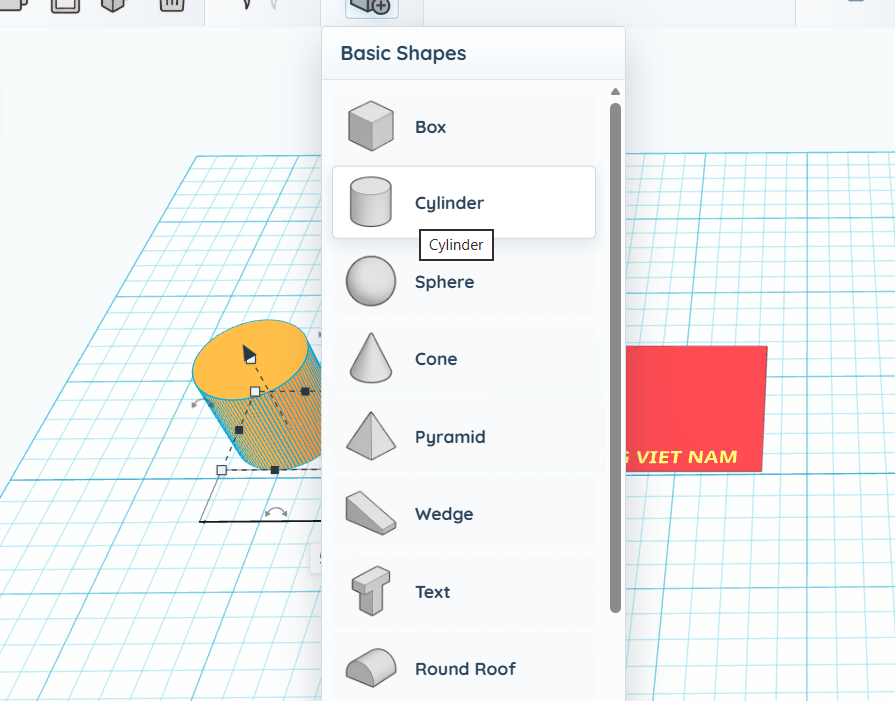 Basic Shapes
Box
Cylinder
Cylinder
Sphere
Cone
Pyramid
VIET NAM
Wedge
Text
Round Roof